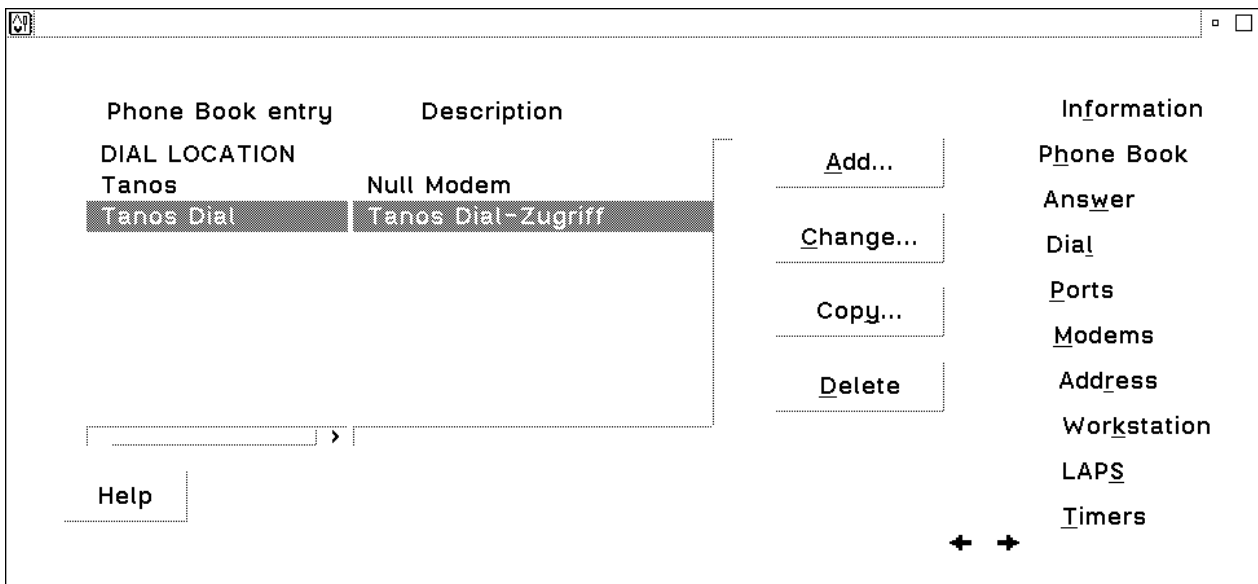 Phone Book entry Description
DIAL LOCATION
Tanos Null Modem
Tanos Dial Tanos Dial-Zugriff
Help
Add...
Change...
Copy...
Delete
Information
Phone Book
Answer
Dial
Ports
Modems
Address
Workstation
LAPS
Timers